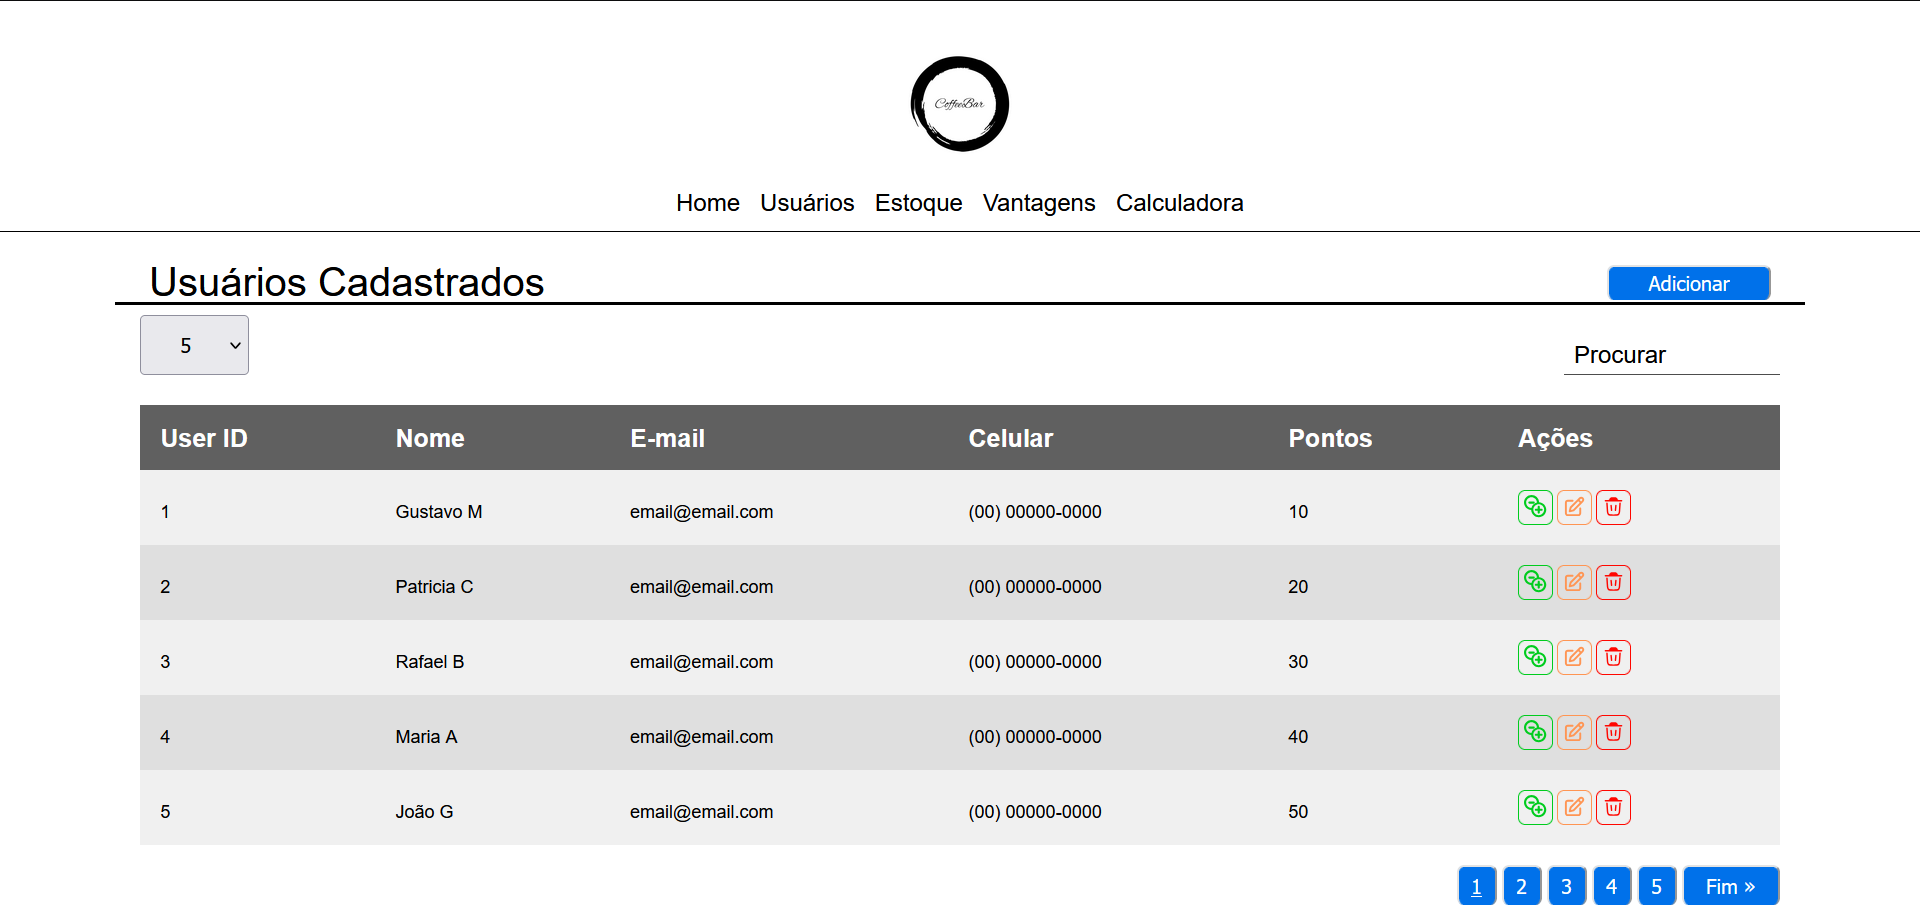 CoffeeBar
Home Usuários Estoque Vantagens Calculadora
Usuários Cadastrados Adicionar
5
Procurar
User ID Nome E-mail Celular Pontos Ações
1 Gustavo M email@email.com (00) 00000-0000 10
2 Patricia C email@email.com (00) 00000-0000 20
3 Rafael B email@email.com (00) 00000-0000 30
4 Maria A email@email.com (00) 00000-0000 40
5 João G email@email.com (00) 00000-0000 50
1 2 3 4 5 Fim »